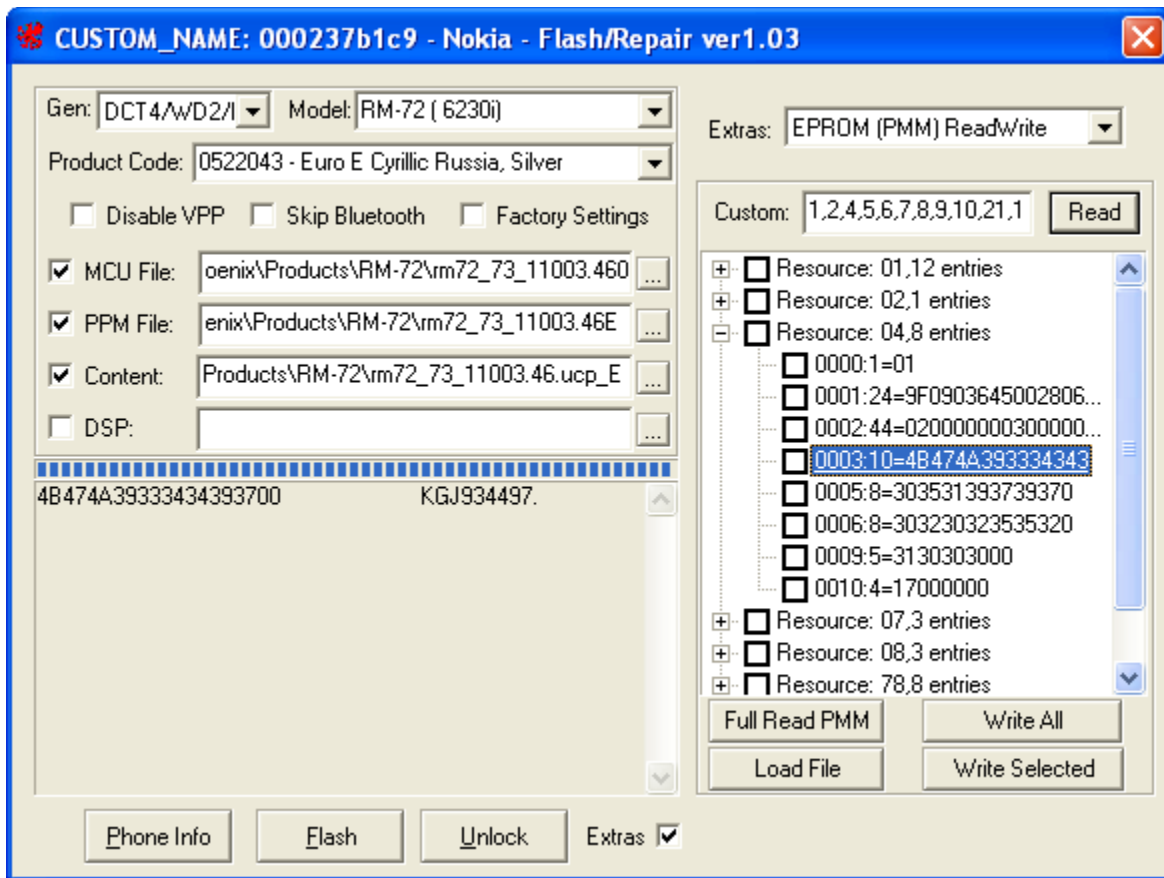 CUSTOM_NAME: 000237b1c9 - Nokia - Flash/Repair ver1.03
Gen: DCT4/WD2/I Model: RM-72 ( 6230i)
Product Code: 0522043 - Euro E Cyrillic Russia, Silver
Disable VPP Skip Bluetooth Factory Settings
MCU File: oenix\Products\RM-72\rm72_73_11003.460 ...
PPM File: enix\Products\RM-72\rm72_73_11003.46E ...
Content: Products\RM-72\rm72_73_11003.46.ucp_E ...
DSP: ...
4B474A39333434393700 KGJ934497.
Phone Info Flash Unlock Extras
Extras: EPROM (PMM) ReadWrite
Custom: 1,2,4,5,6,7,8,9,10,21,1 Read
Resource: 01,12 entries
Resource: 02,1 entries
Resource: 04,8 entries
0000:1=01
0001:24=9F0903645002806...
0002:44=020000000300000...
0003:10=4B474A393334343
0005:8=303531393739370
0006:8=303230323535320
0009:5=3130303000
0010:4=17000000
Resource: 07,3 entries
Resource: 08,3 entries
Resource: 78,8 entries
Full Read PMM Write All
Load File Write Selected